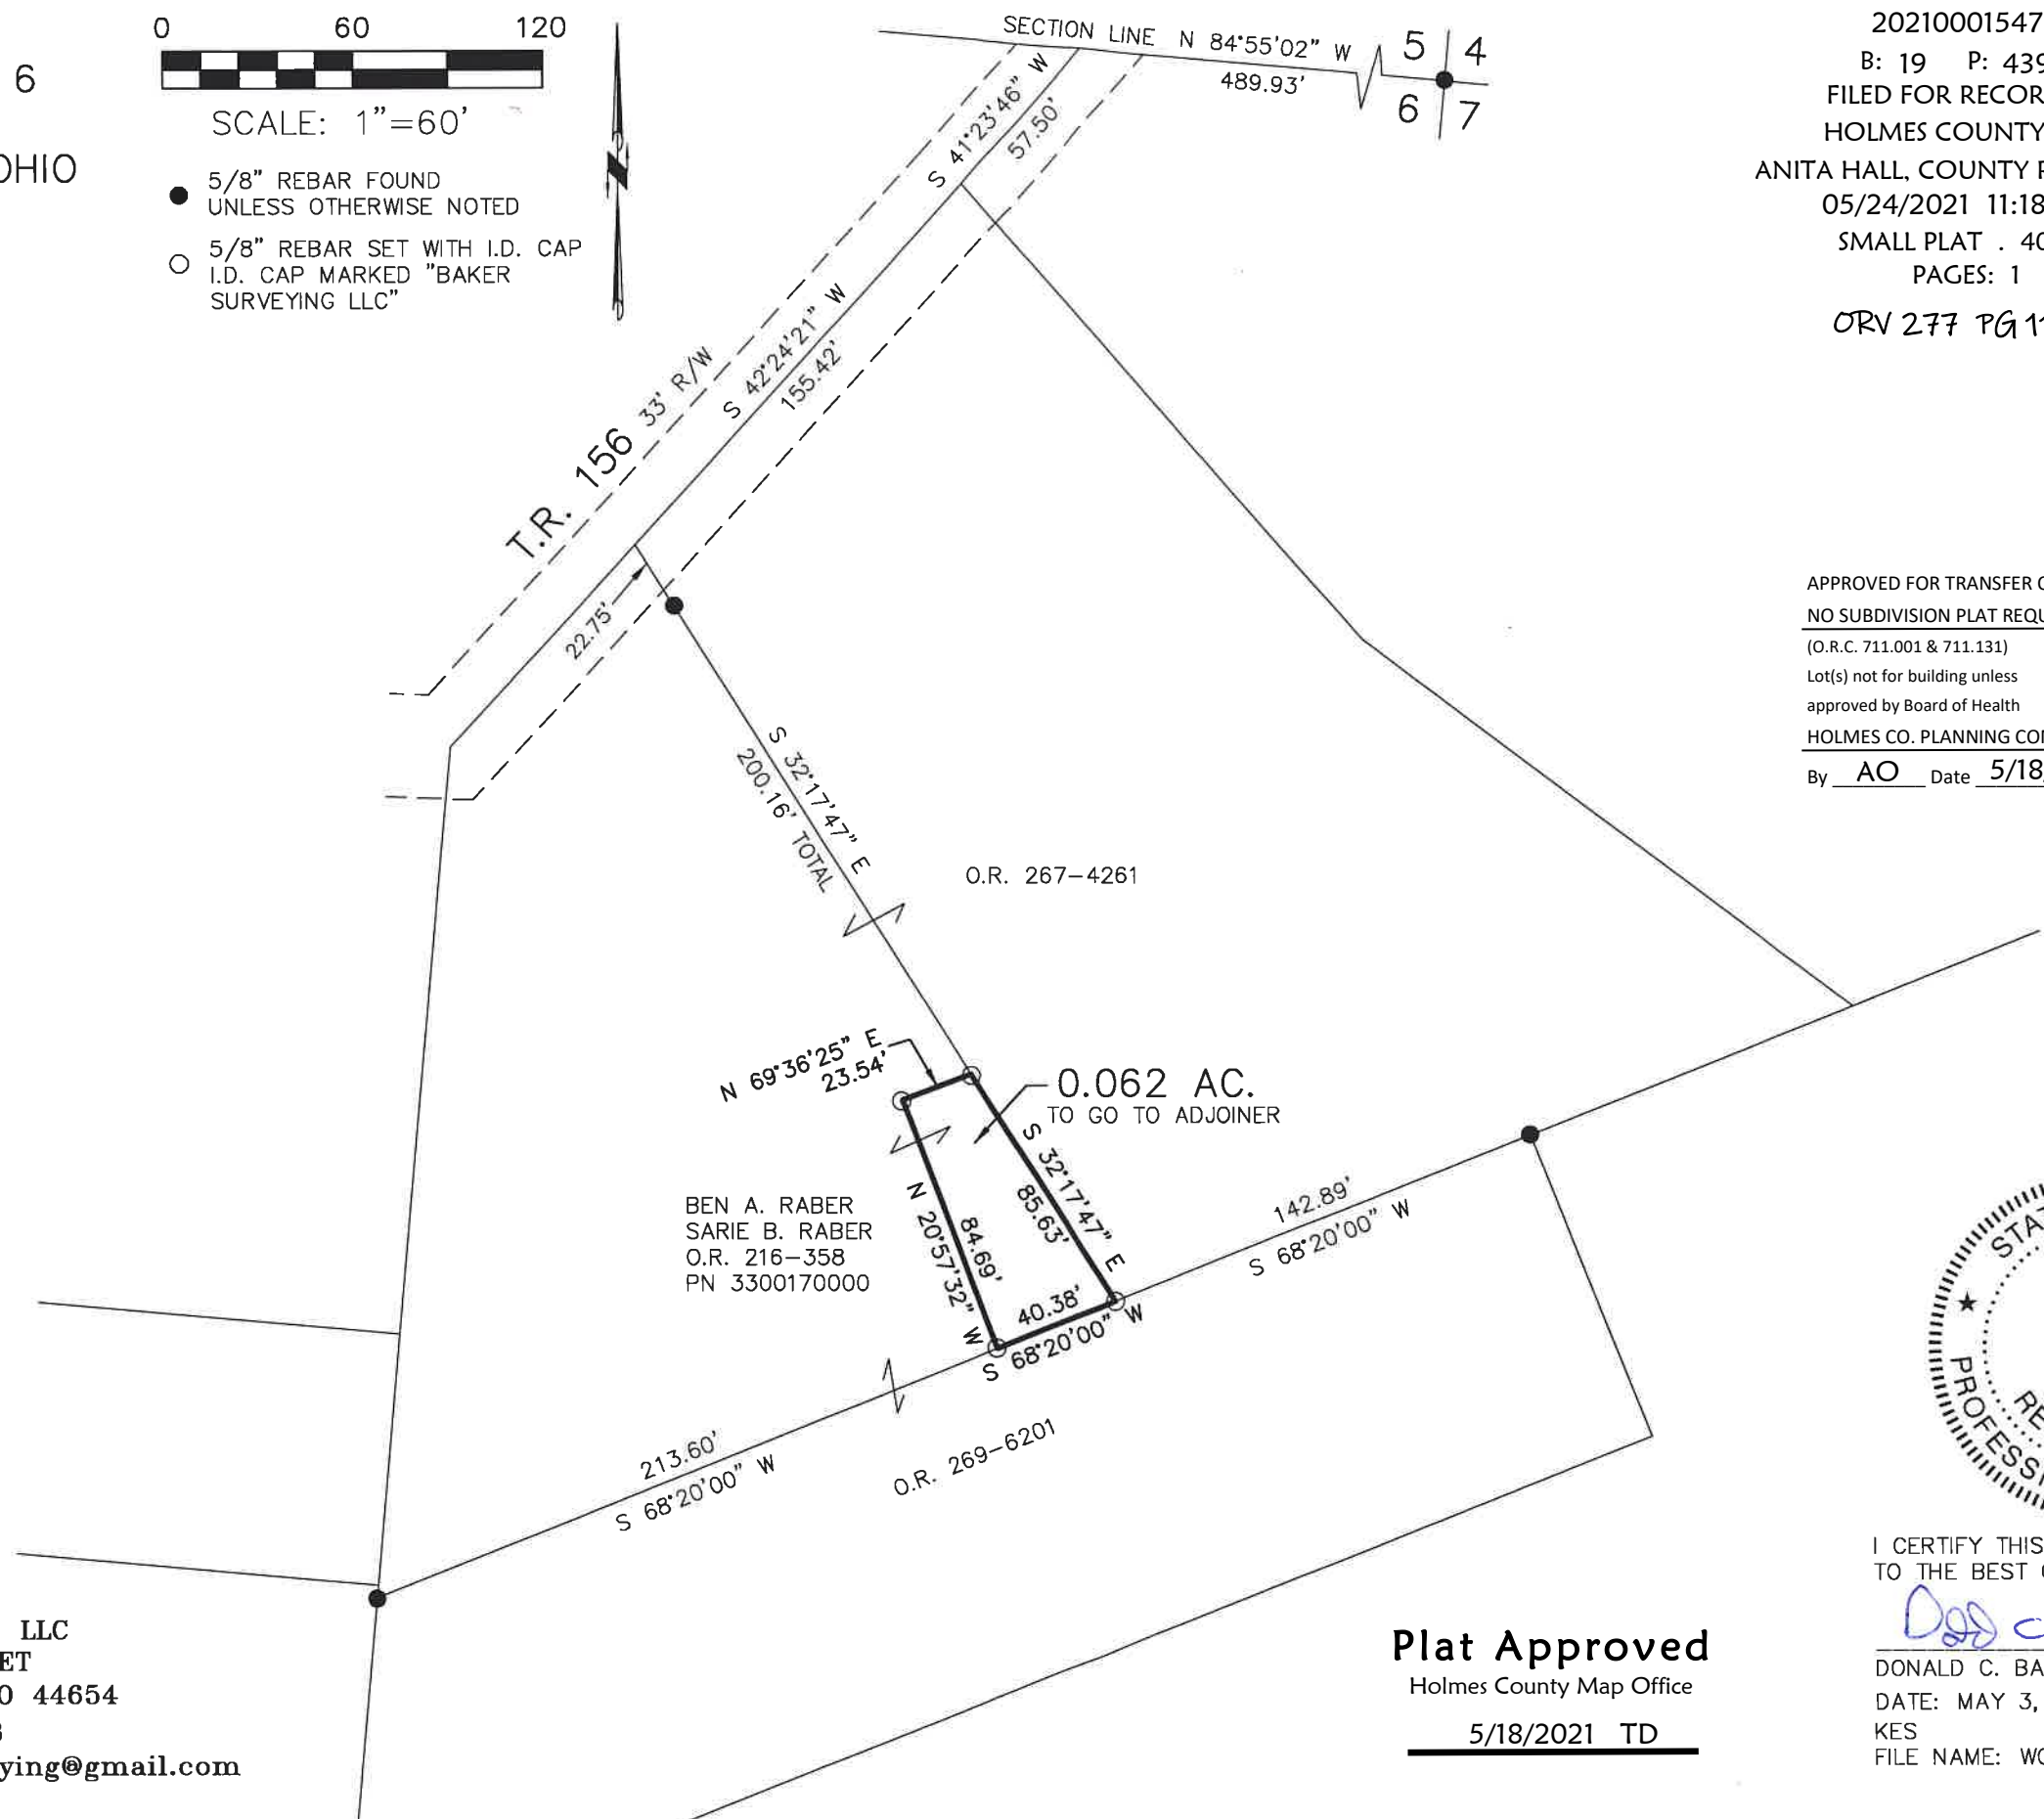 0 60 120
SCALE: 1"=60'
6
OHIO
5/8" REBAR FOUND
UNLESS OTHERWISE NOTED
5/8" REBAR SET WITH I.D. CAP
I.D. CAP MARKED "BAKER
SURVEYING LLC"
SECTION LINE N 84°55'02" W
489.93'
5 4
6 7
S 41°23'46" W
57.50'
S 42°24'21" W
155.42'
T.R. 156 33' R/W
22.75'
20210001547
B: 19 P: 439
FILED FOR RECOR
HOLMES COUNTY
ANITA HALL, COUNTY R
05/24/2021 11:18
SMALL PLAT . 40
PAGES: 1
ORV 277 PG 11
APPROVED FOR TRANSFER O
NO SUBDIVISION PLAT REQU
(O.R.C. 711.001 & 711.131)
Lot(s) not for building unless
approved by Board of Health
HOLMES CO. PLANNING COM
By AO Date 5/18/
S 32°17'47" E
200.16' TOTAL
O.R. 267-4261
N 69°36'25" E
23.54'
0.062 AC.
TO GO TO ADJOINER
S 32°17'47" E
85.63'
N 20°57'32" W
84.69'
40.38'
S 68°20'00" W
BEN A. RABER
SARIE B. RABER
O.R. 216-358
PN 3300170000
142.89'
S 68°20'00" W
213.60'
S 68°20'00" W
O.R. 269-6201
STA
PROFESSI
RE
I CERTIFY THIS
TO THE BEST
DONALD C. BA
DATE: MAY 3,
KES
FILE NAME: WO
Plat Approved
Holmes County Map Office
5/18/2021 TD
LLC
ET
O 44654
ying@gmail.com